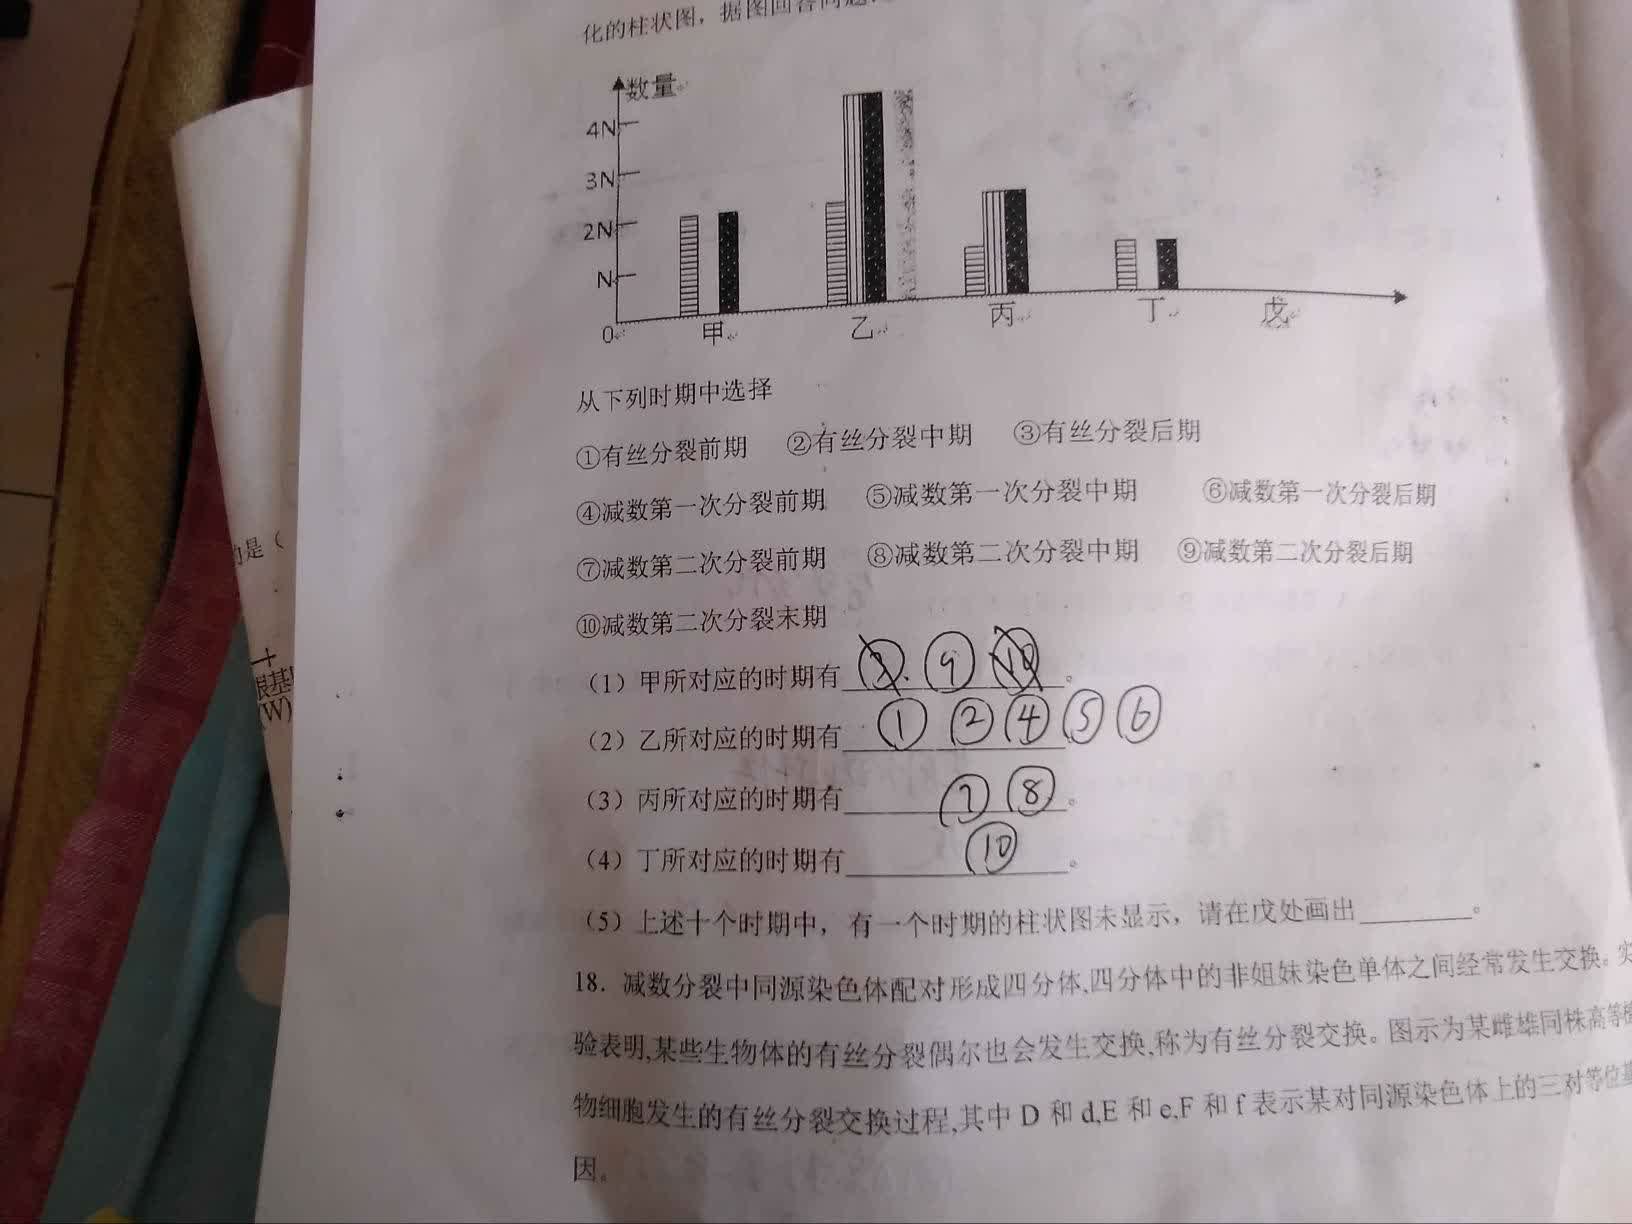 化的柱状图，据图回答问题
数量
4N
3N
2N
N
0
甲 乙 丙 丁 戊
从下列时期中选择
①有丝分裂前期 ②有丝分裂中期 ③有丝分裂后期
④减数第一次分裂前期 ⑤减数第一次分裂中期 ⑥减数第一次分裂后期
⑦减数第二次分裂前期 ⑧减数第二次分裂中期 ⑨减数第二次分裂后期
⑩减数第二次分裂末期
（1）甲所对应的时期有 ⑨ 。
（2）乙所对应的时期有 ① ② ④ ⑤ ⑥
（3）丙所对应的时期有 ⑦ ⑧ 。
（4）丁所对应的时期有 ⑩ 。
（5）上述十个时期中，有一个时期的柱状图未显示，请在戊处画出______。
18．减数分裂中同源染色体配对形成四分体,四分体中的非姐妹染色单体之间经常发生交换。实
验表明,某些生物体的有丝分裂偶尔也会发生交换,称为有丝分裂交换。图示为某雌雄同株高等植
物细胞发生的有丝分裂交换过程,其中 D 和 d,E 和 e,F 和 f 表示某对同源染色体上的三对等位基
因。
的是（
(W)